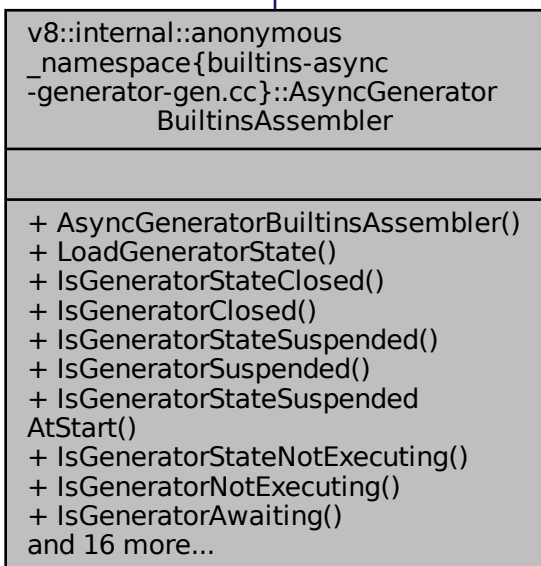 v8::internal::anonymous
_namespace{builtins-async
-generator-gen.cc}::AsyncGenerator
BuiltinsAssembler
+ AsyncGeneratorBuiltinsAssembler()
+ LoadGeneratorState()
+ IsGeneratorStateClosed()
+ IsGeneratorClosed()
+ IsGeneratorStateSuspended()
+ IsGeneratorSuspended()
+ IsGeneratorStateSuspended
AtStart()
+ IsGeneratorStateNotExecuting()
+ IsGeneratorNotExecuting()
+ IsGeneratorAwaiting()
and 16 more...